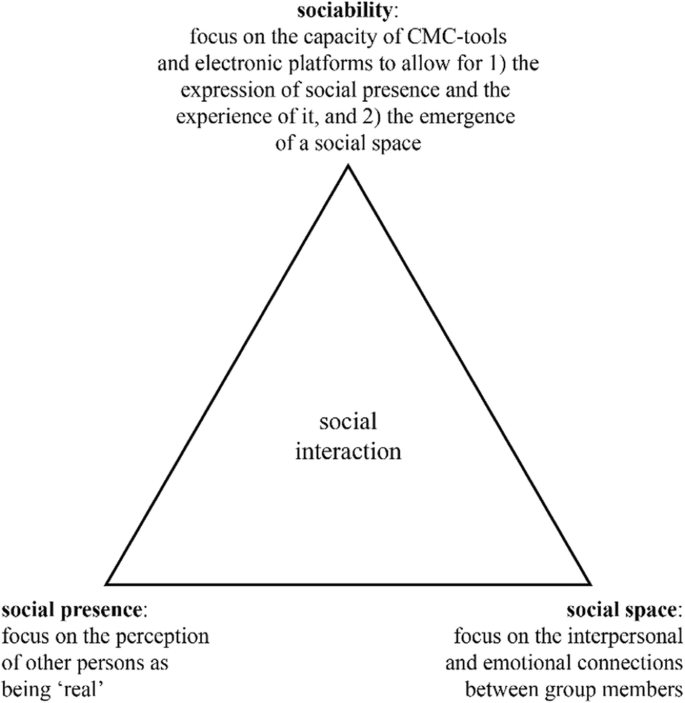 sociability:
focus on the capacity of CMC-tools
and electronic platforms to allow for 1) the
expression of social presence and the
experience of it, and 2) the emergence
of a social space
social
interaction
social presence:
focus on the perception
of other persons as
being ‘real’
social space:
focus on the interpersonal
and emotional connections
between group members